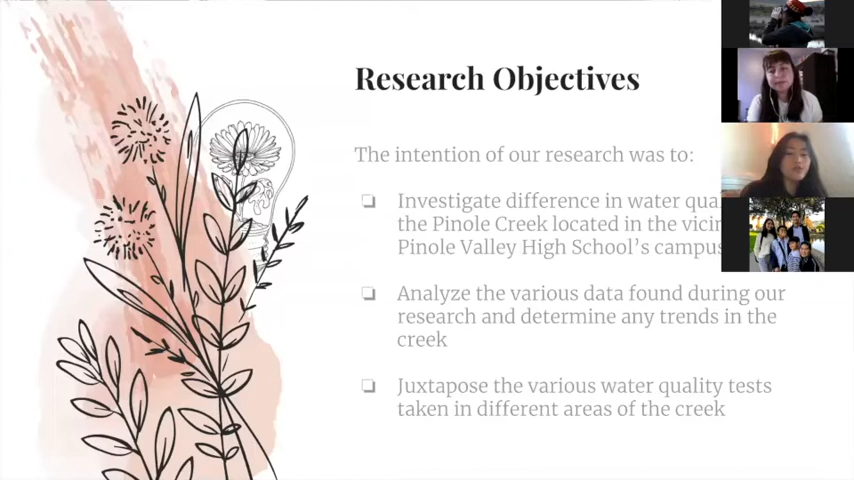 Research Objectives
The intention of our research was to:
Investigate difference in water
the Pinole Creek located in the
Pinole Valley High School's campus
Analyze the various data found during our
research and determine any trends in the
creek
Juxtapose the various water quality tests
taken in different areas of the creek